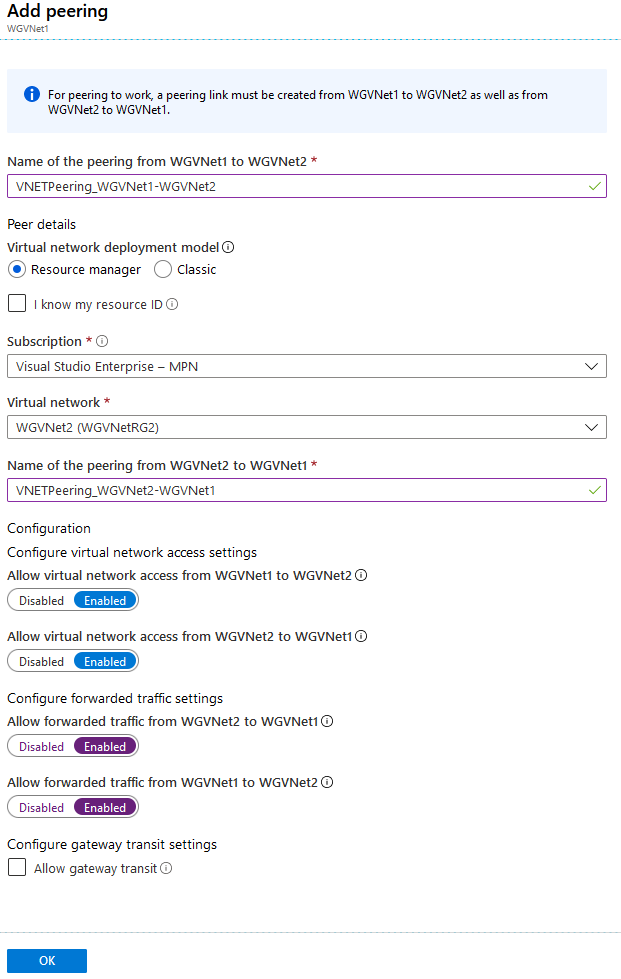 Add peering
WGVNet1
For peering to work, a peering link must be created from WGVNet1 to WGVNet2 as well as from
WGVNet2 to WGVNet1.
Name of the peering from WGVNet1 to WGVNet2 *
VNETPeering_WGVNet1-WGVNet2
Peer details
Virtual network deployment model
Resource manager Classic
I know my resource ID
Subscription *
Visual Studio Enterprise – MPN
Virtual network *
WGVNet2 (WGVNetRG2)
Name of the peering from WGVNet2 to WGVNet1 *
VNETPeering_WGVNet2-WGVNet1
Configuration
Configure virtual network access settings
Allow virtual network access from WGVNet1 to WGVNet2
Disabled Enabled
Allow virtual network access from WGVNet2 to WGVNet1
Disabled Enabled
Configure forwarded traffic settings
Allow forwarded traffic from WGVNet2 to WGVNet1
Disabled Enabled
Allow forwarded traffic from WGVNet1 to WGVNet2
Disabled Enabled
Configure gateway transit settings
Allow gateway transit
OK